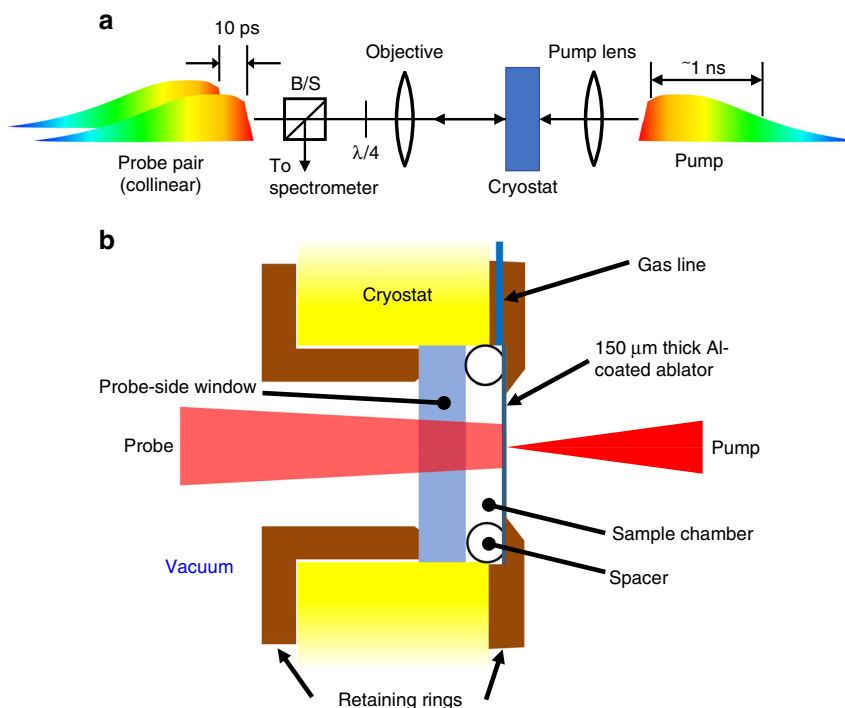 a
10 ps
B/S
Objective
Pump lens
~1 ns
Probe pair
(collinear)
To
spectrometer
λ/4
Cryostat
Pump
b
Cryostat
Gas line
150 μm thick Al-
coated ablator
Probe-side window
Probe
Pump
Sample chamber
Vacuum
Spacer
Retaining rings